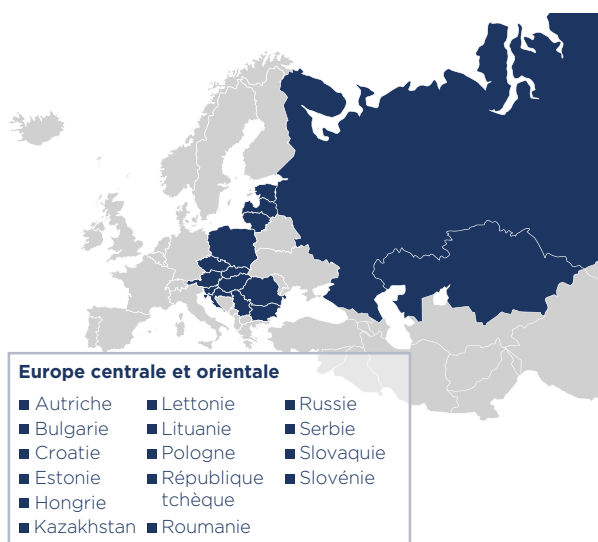 Europe centrale et orientale
Autriche
Bulgarie
Croatie
Estonie
Hongrie
Kazakhstan
Lettonie
Lituanie
Pologne
République
tchèque
Roumanie
Russie
Serbie
Slovaquie
Slovénie